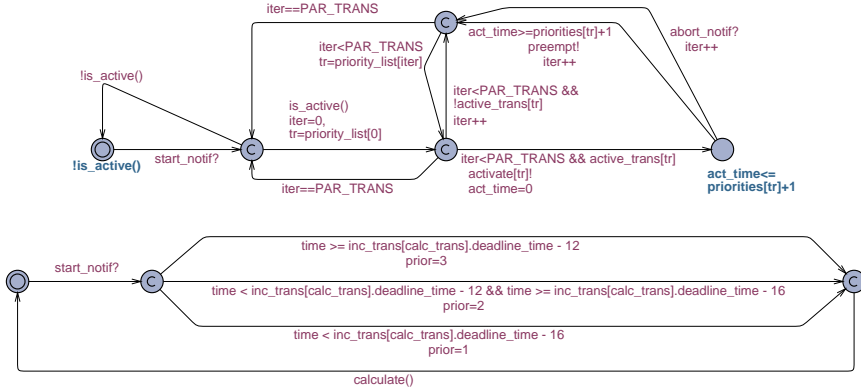 iter==PAR_TRANS
C
iter<PAR_TRANS
tr=priority_list[iter]
act_time>=priorities[tr]+1
preempt!
iter++
abort_notif?
iter++
!is_active()
is_active()
iter=0,
tr=priority_list[0]
iter<PAR_TRANS &&
!active_trans[tr]
iter++
!is_active()
start_notif?
C
C
iter<PAR_TRANS && active_trans[tr]
activate[tr]!
act_time=0
iter==PAR_TRANS
act_time<=
priorities[tr]+1
start_notif?
C
time >= inc_trans[calc_trans].deadline_time - 12
prior=3
time < inc_trans[calc_trans].deadline_time - 12 && time >= inc_trans[calc_trans].deadline_time - 16
prior=2
C
time < inc_trans[calc_trans].deadline_time - 16
prior=1
calculate()